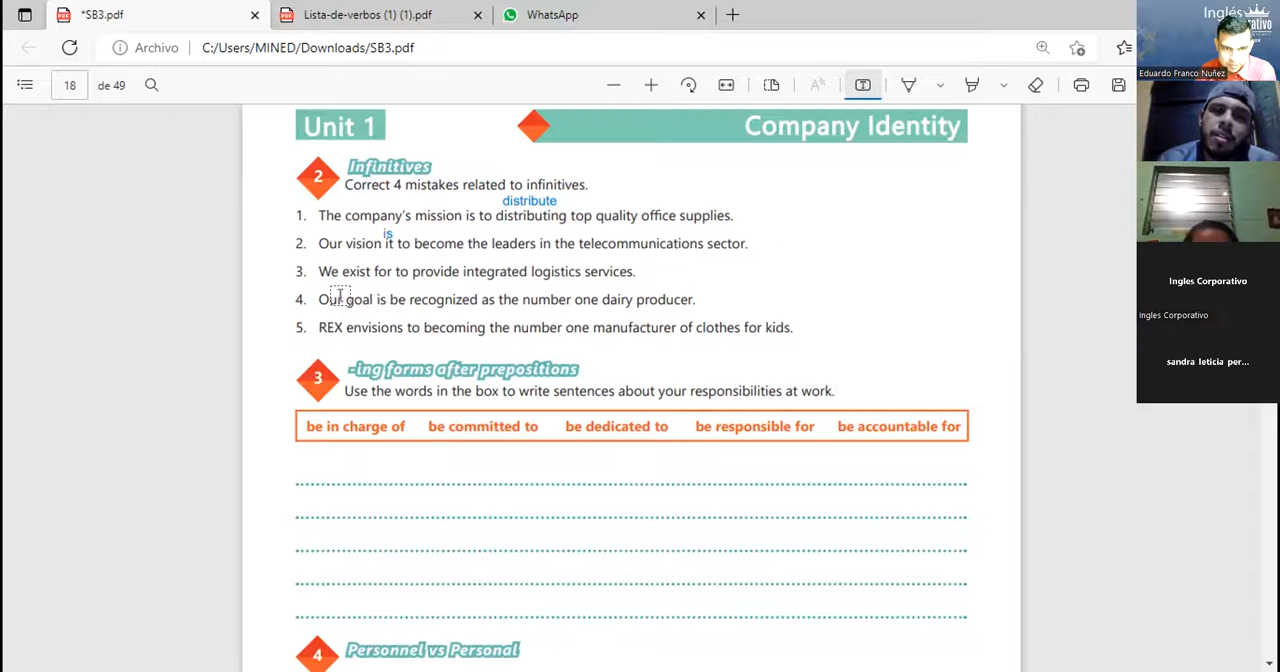 *SB3.pdf
Lista-de-verbos (1) (1).pdf
WhatsApp
Archivo
C:/Users/MINED/Downloads/SB3.pdf
18
de 49
Inglés
Eduardo Franco Nuñez
Ingles Corporativo
Ingles Corporativo
sandra leticia per...
Unit 1
Company Identity
2
Infinitives
Correct 4 mistakes related to infinitives.
distribute
1. The company's mission is to distributing top quality office supplies.
is
2. Our vision it to become the leaders in the telecommunications sector.
3. We exist for to provide integrated logistics services.
4. Our goal is be recognized as the number one dairy producer.
5. REX envisions to becoming the number one manufacturer of clothes for kids.
3
-ing forms after prepositions
Use the words in the box to write sentences about your responsibilities at work.
be in charge of be committed to be dedicated to be responsible for be accountable for
4
Personnel vs Personal